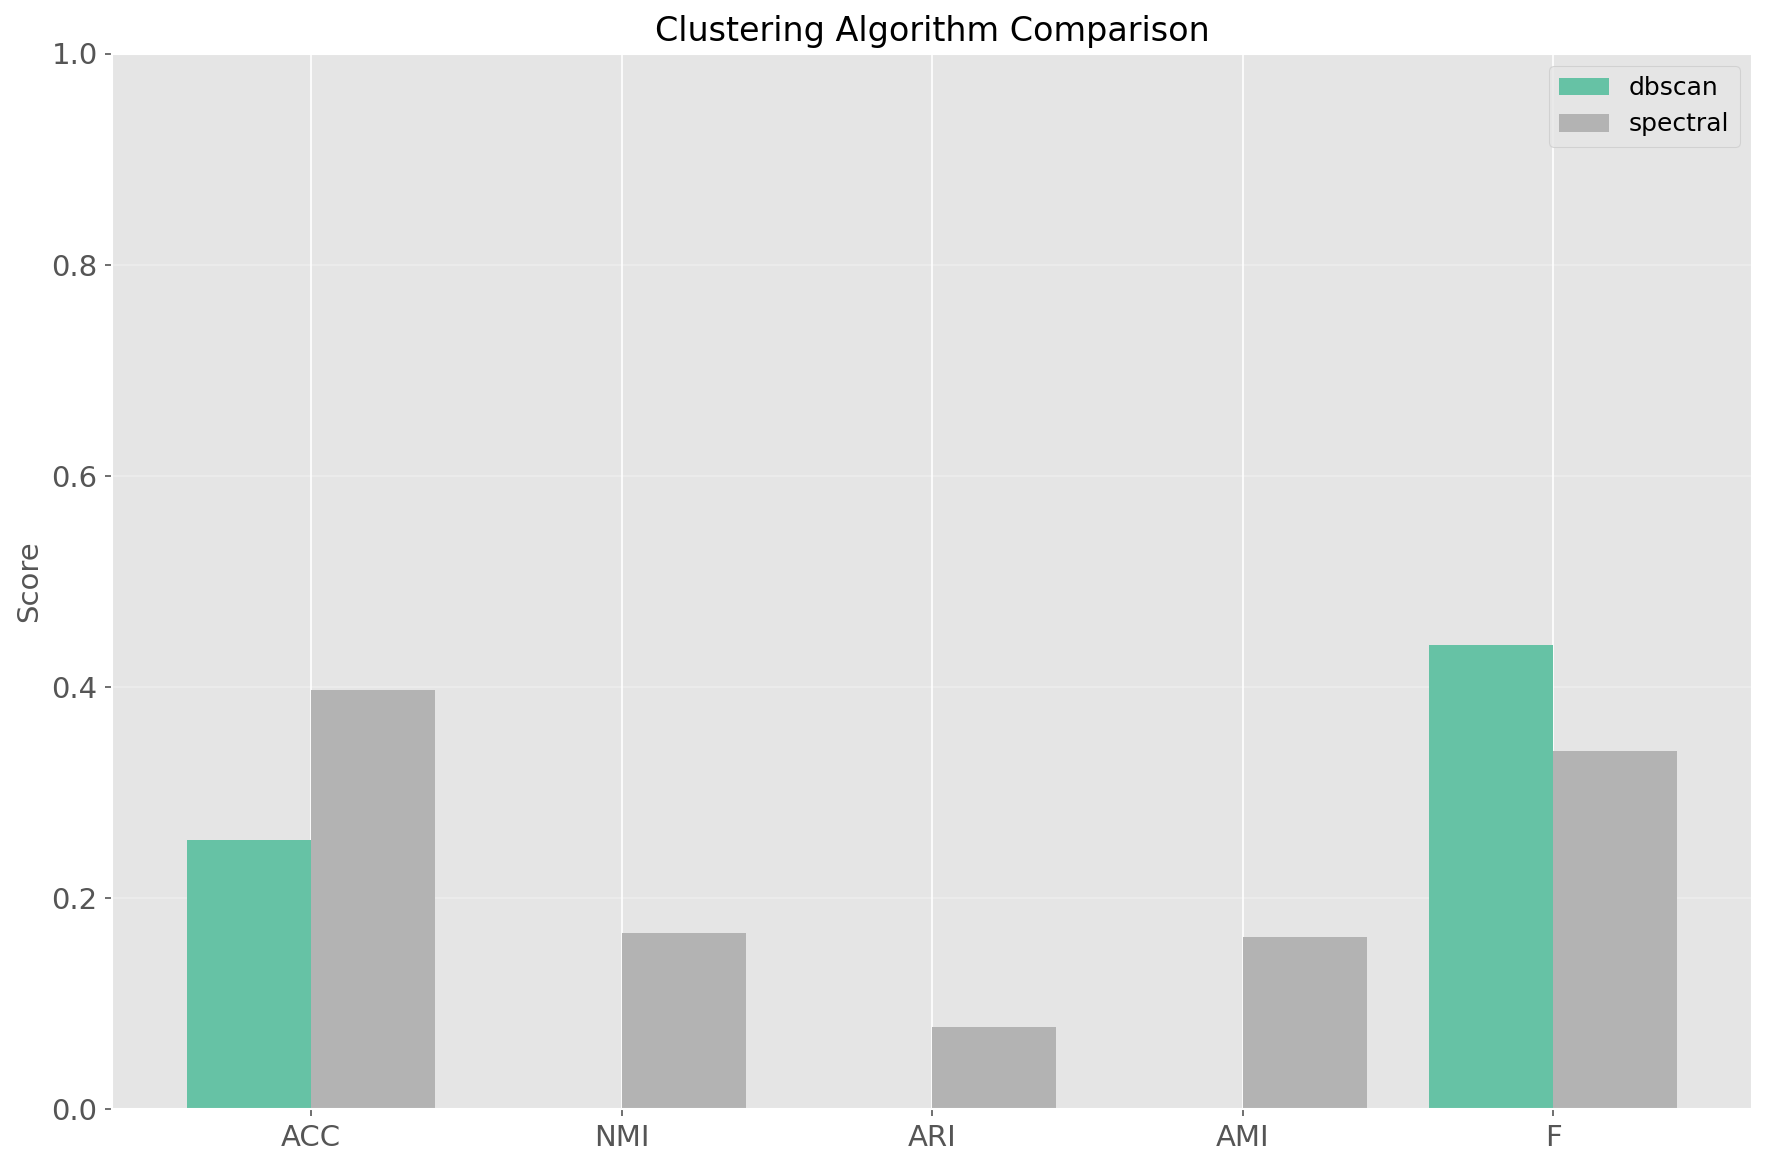 Clustering Algorithm Comparison
1.0
0.8
0.6
0.4
0.2
0.0
Score
dbscan
spectral
ACC
NMI
ARI
AMI
F